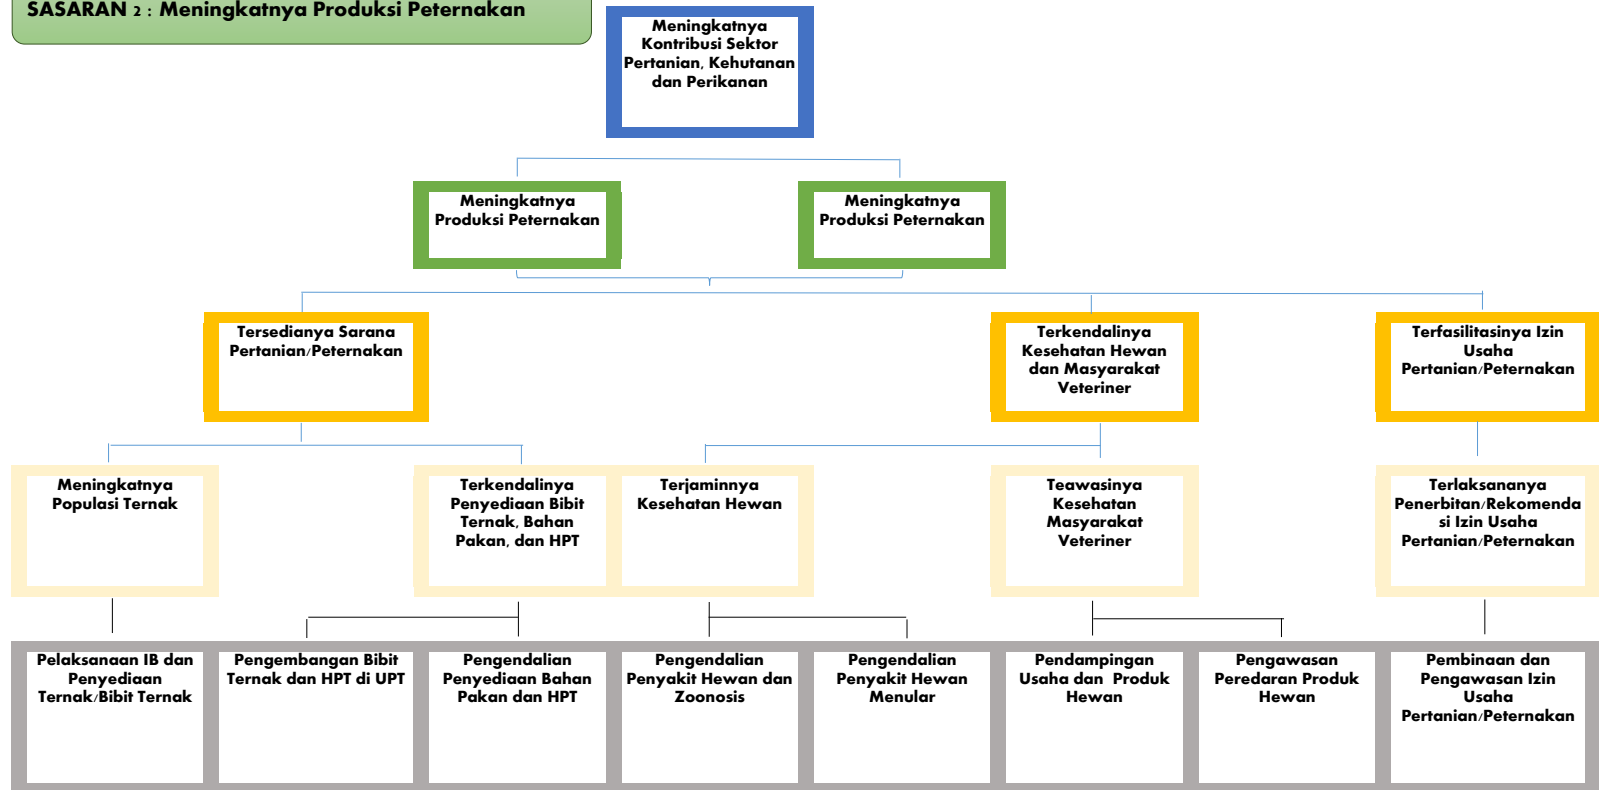 SASARAN 2 : Meningkatnya Produksi Peternakan
Meningkatnya
Kontribusi Sektor
Pertanian, Kehutanan
dan Perikanan
Meningkatnya
Produksi Peternakan
Meningkatnya
Produksi Peternakan
Tersedianya Sarana
Pertanian/Peternakan
Terkendalinya
Kesehatan Hewan
dan Masyarakat
Veteriner
Terfasilitasinya Izin
Usaha
Pertanian/Peternakan
Meningkatnya
Populasi Ternak
Terkendalinya
Penyediaan Bibit
Ternak, Bahan
Pakan, dan HPT
Terjaminnya
Kesehatan Hewan
Teawasinya
Kesehatan
Masyarakat
Veteriner
Terlaksananya
Penerbitan/Rekomenda
si Izin Usaha
Pertanian/Peternakan
Pelaksanaan IB dan
Penyediaan
Ternak/Bibit Ternak
Pengembangan Bibit
Ternak dan HPT di UPT
Pengendalian
Penyediaan Bahan
Pakan dan HPT
Pengendalian
Penyakit Hewan dan
Zoonosis
Pengendalian
Penyakit Hewan
Menular
Pendampingan
Usaha dan Produk
Hewan
Pengawasan
Peredaran Produk
Hewan
Pembinaan dan
Pengawasan Izin
Usaha
Pertanian/Peternakan